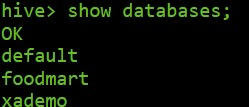 hive> show databases;
OK
default
foodmart
xademo